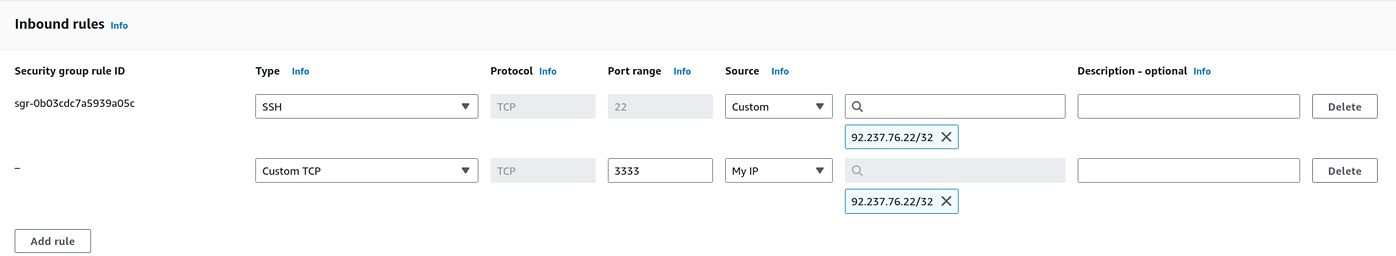 Inbound rules Info
Security group rule ID Type Info Protocol Info Port range Info Source Info Description - optional Info
sgr-0b03cdc7a5939a05c SSH TCP 22 Custom Delete
92.237.76.22/32
– Custom TCP TCP 3333 My IP Delete
92.237.76.22/32
Add rule